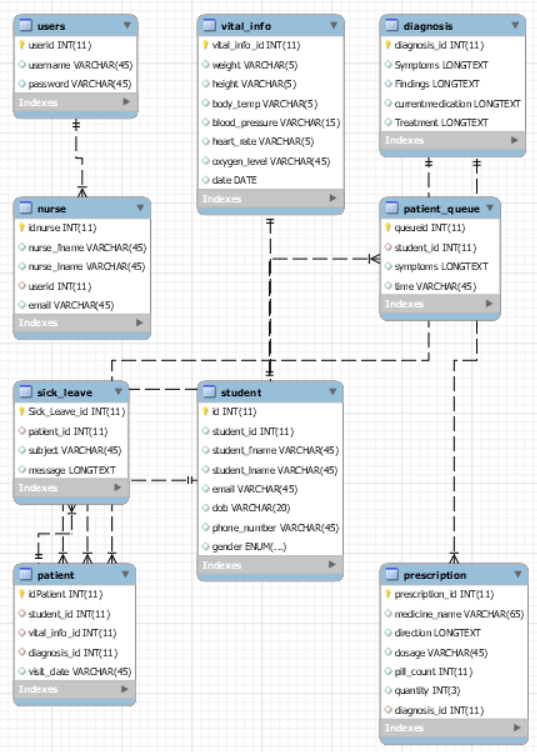 users
userid INT(11)
username VARCHAR(45)
password VARCHAR(45)
Indexes
vital_info
vital_info_id INT(11)
weight VARCHAR(5)
height VARCHAR(5)
body_temp VARCHAR(5)
blood_pressure VARCHAR(15)
heart_rate VARCHAR(5)
oxygen_level VARCHAR(45)
date DATE
Indexes
diagnosis
diagnosis_id INT(11)
Symptoms LONGTEXT
Findings LONGTEXT
currentmedication LONGTEXT
Treatment LONGTEXT
Indexes
nurse
idnurse INT(11)
nurse_fname VARCHAR(45)
nurse_lname VARCHAR(45)
userid INT(11)
email VARCHAR(45)
Indexes
patient_queue
queueid INT(11)
student_id INT(11)
symptoms LONGTEXT
time VARCHAR(45)
Indexes
sick_leave
Sick_Leave_id INT(11)
patient_id INT(11)
subject VARCHAR(45)
message LONGTEXT
Indexes
student
id INT(11)
student_id INT(11)
student_fname VARCHAR(45)
student_lname VARCHAR(45)
email VARCHAR(45)
dob VARCHAR(20)
phone_number VARCHAR(45)
gender ENUM(...)
Indexes
patient
idPatient INT(11)
student_id INT(11)
vital_info_id INT(11)
diagnosis_id INT(11)
visit_date VARCHAR(45)
Indexes
prescription
prescription_id INT(11)
medicine_name VARCHAR(65)
direction LONGTEXT
dosage VARCHAR(45)
pill_count INT(11)
quantity INT(3)
diagnosis_id INT(11)
Indexes